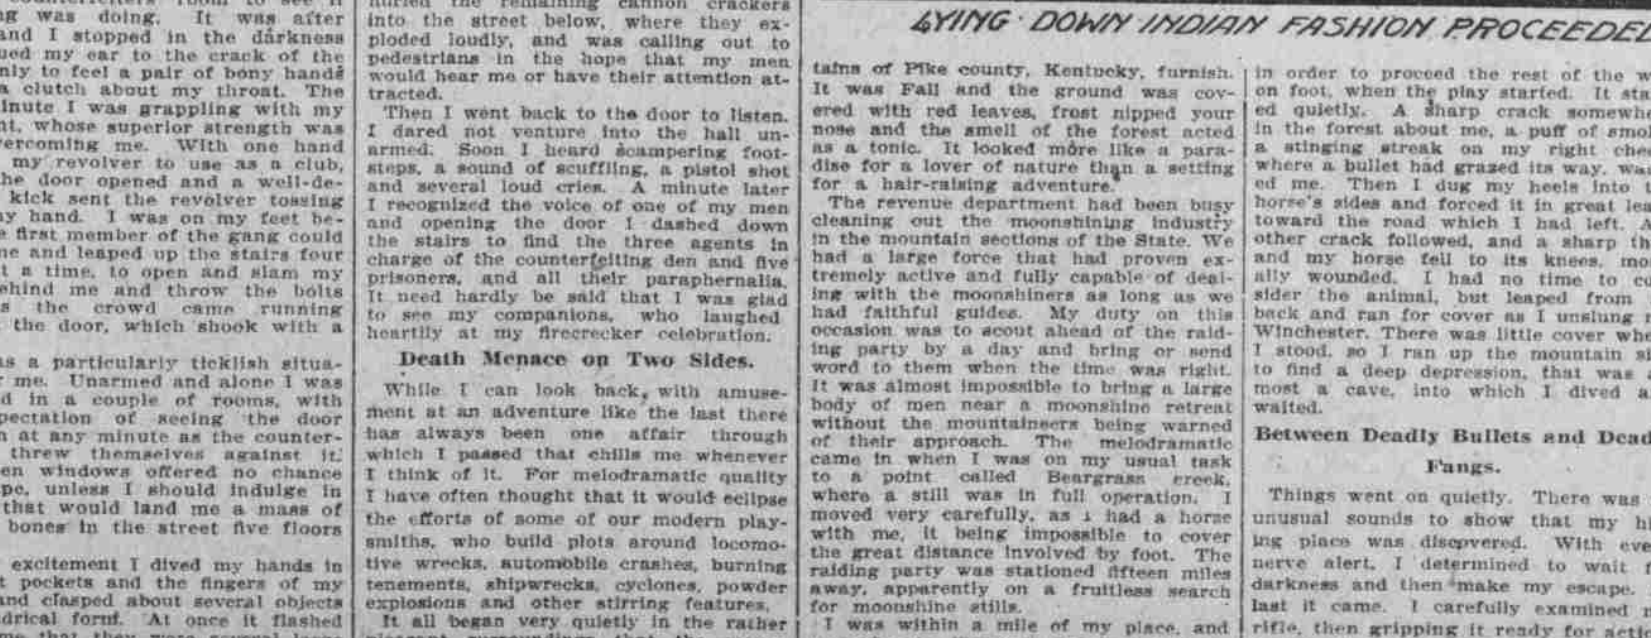 was doing. It was after
and I stopped in the darkness
my ear to the crack of the
only to feel a pair of bony hands
a clutch about my throat. The
minute I was grappling with my
whose superior strength was
overcoming me. With one hand
my revolver to use as a club,
the door opened and a well-de-
kick sent the revolver tossing
my hand. I was on my feet be-
first member of the gang could
me and leaped up the stairs four
at a time, to open and slam my
behind me and throw the bolts
as the crowd came running
the door, which shook with a
was a particularly ticklish situa-
me. Unarmed and alone I was
in a couple of rooms, with
expectation of seeing the door
at any minute as the counter-
threw themselves against it.
windows offered no chance
unless I should indulge in
that would land me a mass of
bones in the street five floors
excitement I dived my hands in
pockets and the fingers of my
and clasped about several objects
form. At once it flashed
me that they were several
hurled the remaining cannon crackers
into the street below, where they ex-
ploded loudly, and was calling out to
pedestrians in the hope that my men
would hear me or have their attention at-
tracted.
Then I went back to the door to listen.
I dared not venture into the hall un-
armed. Soon I heard scampering foot-
steps, a sound of scuffling, a pistol shot
and several loud cries. A minute later
I recognized the voice of one of my men
and opening the door I dashed down
the stairs to find the three agents in
charge of the counterfeiting den and five
prisoners, and all their paraphernalia.
It need hardly be said that I was glad
to see my companions, who laughed
heartily at my firecrecker celebration.
Death Menace on Two Sides.
While I can look back, with amuse-
ment at an adventure like the last there
has always been one affair through
which I passed that chills me whenever
I think of it. For melodramatic quality
I have often thought that it would eclipse
the efforts of some of our modern play-
smiths, who build plots around locomo-
tive wrecks, automobile crashes, burning
tenements, shipwrecks, cyclones, powder
explosions and other stirring features.
It all began very quietly in the rather
pleasant surroundings that the
LYING DOWN INDIAN FASHION PROCEEDED
tains of Pike county, Kentucky, furnish.
It was Fall and the ground was cov-
ered with red leaves, frost nipped your
nose and the smell of the forest acted
as a tonic. It looked more like a para-
dise for a lover of nature than a setting
for a hair-raising adventure.
The revenue department had been busy
cleaning out the moonshining industry
in the mountain sections of the State. We
had a large force that had proven ex-
tremely active and fully capable of deal-
ing with the moonshiners as long as we
had faithful guides. My duty on this
occasion was to scout ahead of the raid-
ing party by a day and bring or send
word to them when the time was right.
It was almost impossible to bring a large
body of men near a moonshine retreat
without the mountaineers being warned
of their approach. The melodramatic
came in when I was on my usual task
to a point called Beargrass creek,
where a still was in full operation. I
moved very carefully, as I had a horse
with me, it being impossible to cover
the great distance involved by foot. The
raiding party was stationed fifteen miles
away, apparently on a fruitless search
for moonshine stills.
I was within a mile of my place, and
in order to proceed the rest of the
on foot, when the play started. It
ed quietly. A sharp crack
in the forest about me, a puff of
a stinging streak on my right
where a bullet had grazed its way,
ed me. Then I dug my heels into
horse's sides and forced it in great
toward the road which I had left.
other crack followed, and a sharp
and my horse fell to its knees,
ally wounded. I had no time to
sider the animal, but leaped from
back and ran for cover as I unslung
Winchester. There was little cover
I stood, so I ran up the mountain
to find a deep depression, that was
most a cave, into which I dived
waited.
Between Deadly Bullets and
Fangs.
Things went on quietly. There was
unusual sounds to show that my
ing place was discovered. With
nerve alert, I determined to wait
darkness and then make my escape.
last it came. I carefully examined
rifle, then gripping it ready for